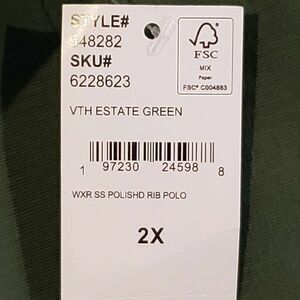 STYLE#
548282
SKU#
6228623
FSC
MIX
Paper
FSC® C004883
VTH ESTATE GREEN
1 97230 24598 8
WXR SS POLISHD RIB POLO
2X